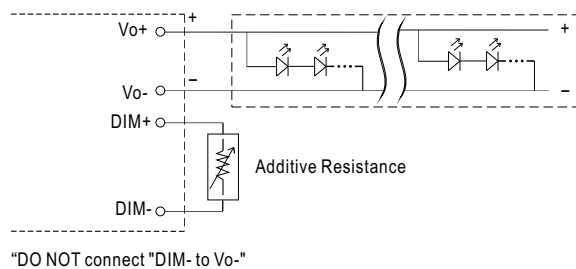 Vo+ + +
Vo- − −
DIM+
Additive Resistance
DIM-
“DO NOT connect "DIM- to Vo-"